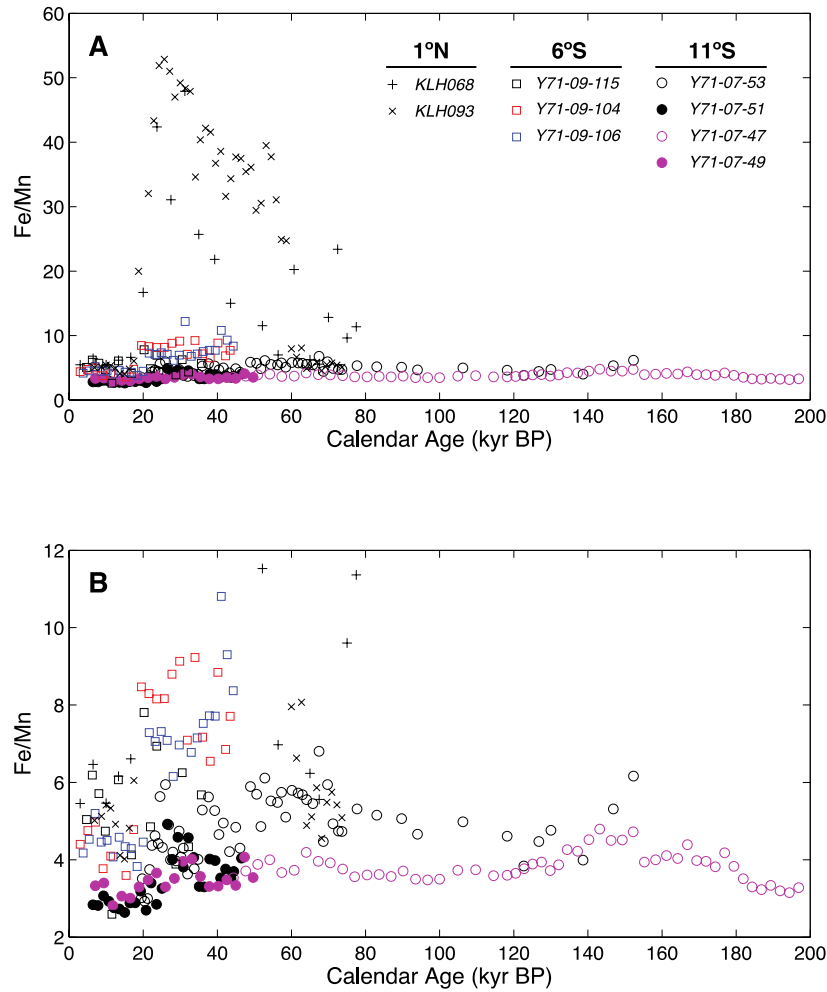 60
A
1ºN
6ºS
11ºS
50
KLH068
Y71-09-115
Y71-07-53
KLH093
Y71-09-104
Y71-07-51
40
Y71-09-106
Y71-07-47
Y71-07-49
Fe/Mn
30
20
10
0
0 20 40 60 80 100 120 140 160 180 200
Calendar Age (kyr BP)
12
B
10
8
Fe/Mn
6
4
2
0 20 40 60 80 100 120 140 160 180 200
Calendar Age (kyr BP)